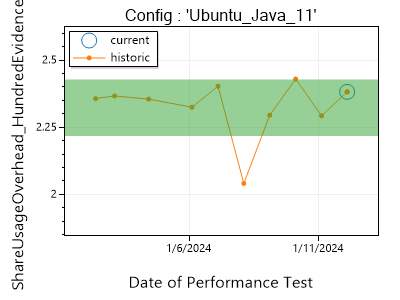 Config : 'Ubuntu_Java_11'
current
historic
ShareUsageOverhead_HundredEvidence
2.5
2.25
2
1/6/2024
1/11/2024
Date of Performance Test